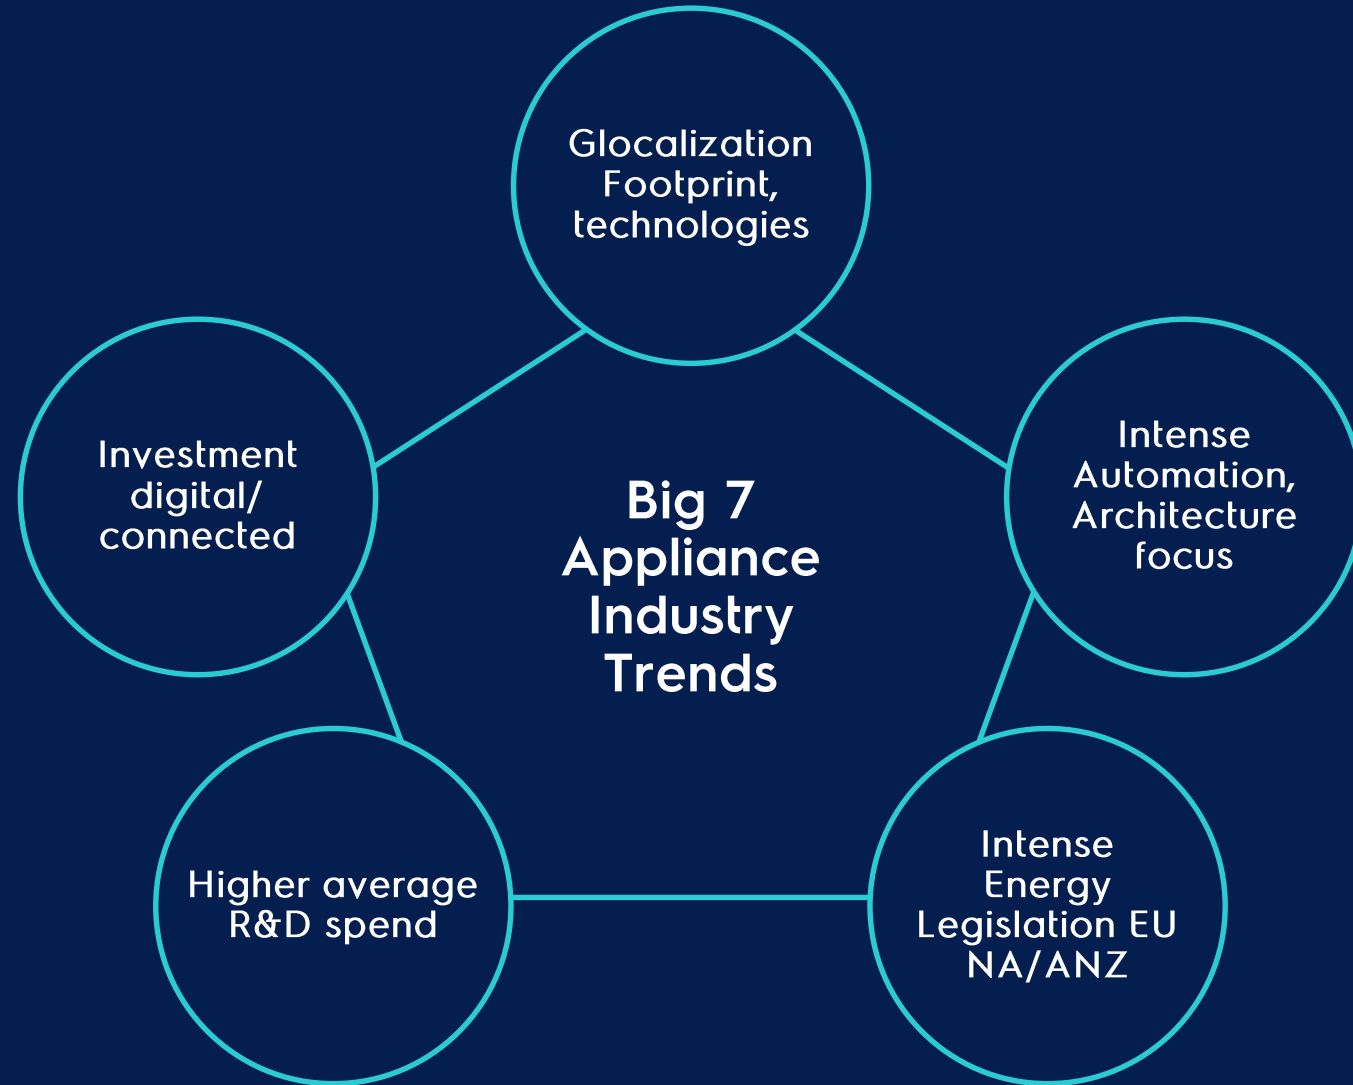 Glocalization
Footprint,
technologies
Investment
digital/
connected
Intense
Automation,
Architecture
focus
Big 7
Appliance
Industry
Trends
Higher average
R&D spend
Intense
Energy
Legislation EU
NA/ANZ